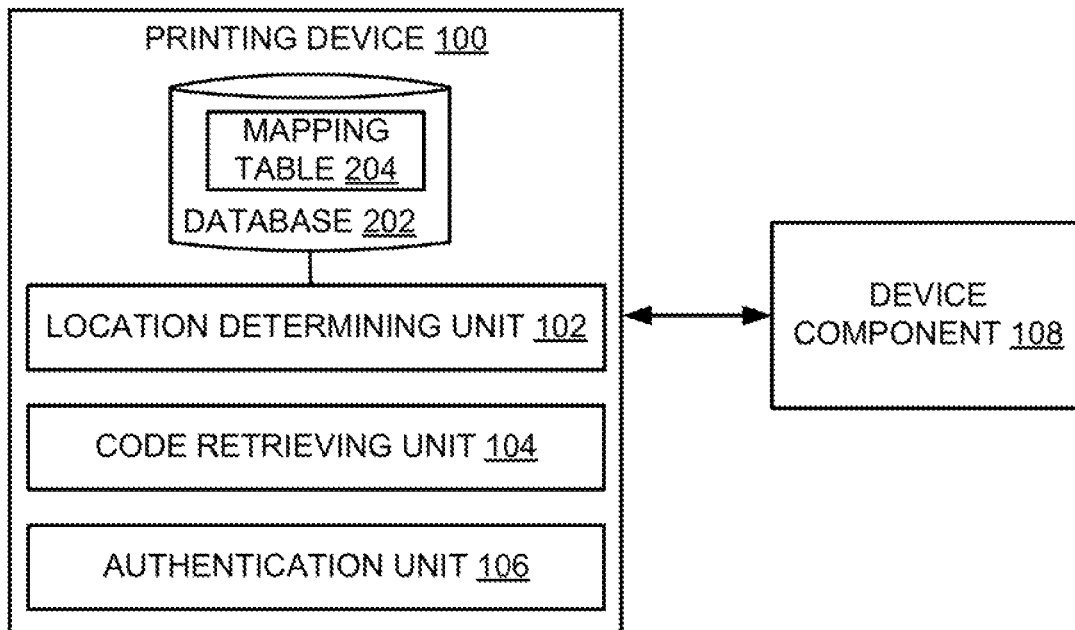 PRINTING DEVICE 100
MAPPING
TABLE 204
DATABASE 202
LOCATION DETERMINING UNIT 102
CODE RETRIEVING UNIT 104
AUTHENTICATION UNIT 106
DEVICE
COMPONENT 108